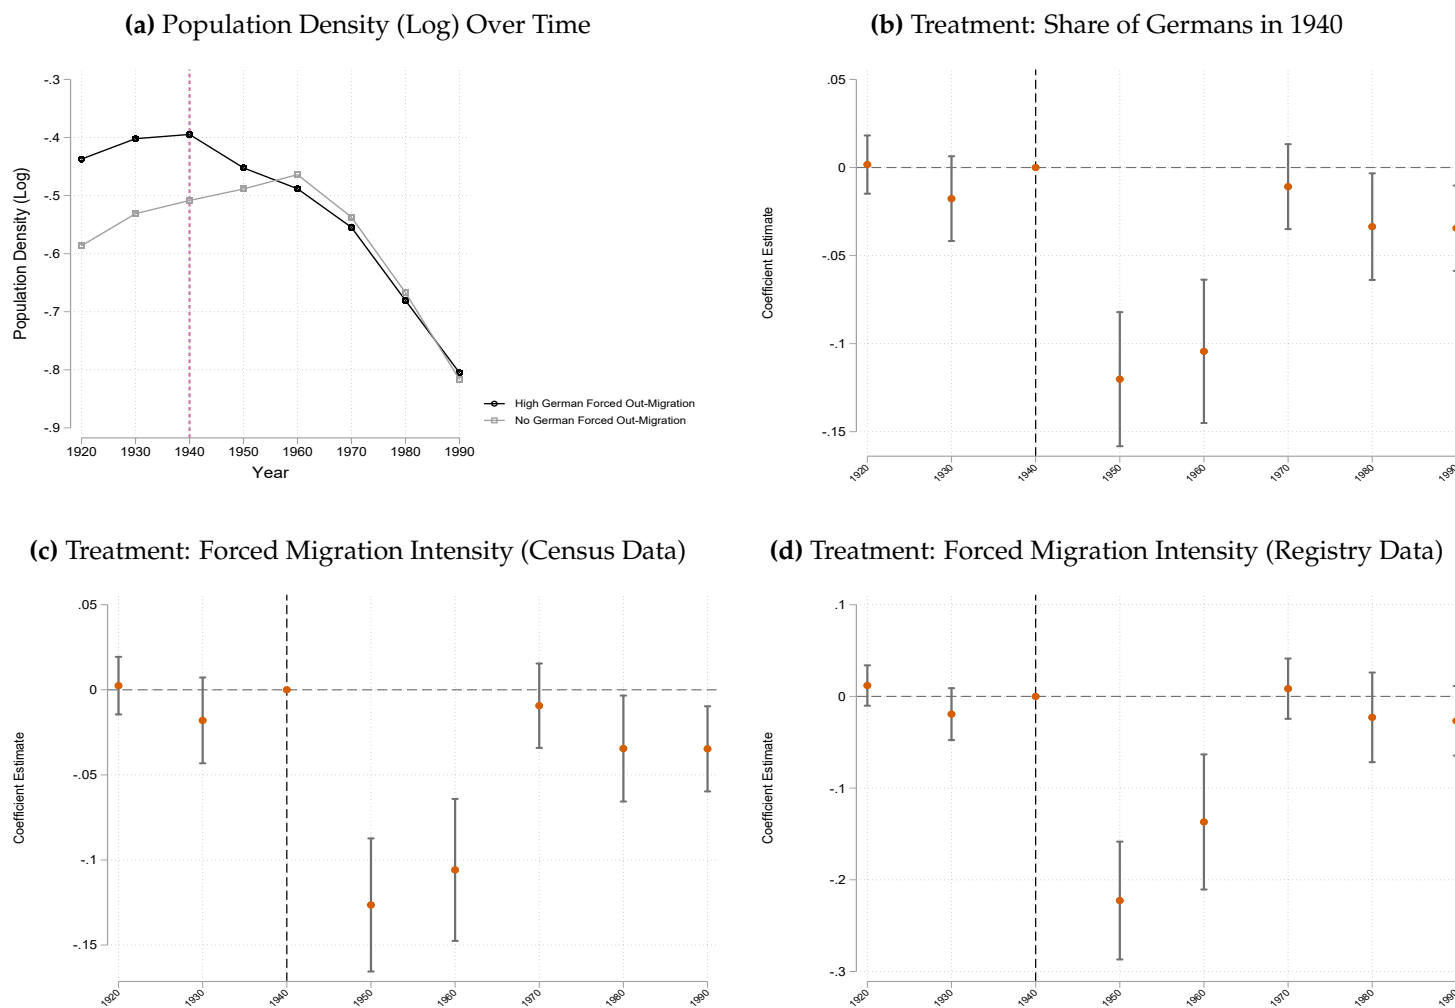 (a) Population Density (Log) Over Time
-.3
-.4
-.5
-.6
-.7
-.8
-.9
Population Density (Log)
1920 1930 1940 1950 1960 1970 1980 1990
Year
High German Forced Out-Migration
No German Forced Out-Migration
(b) Treatment: Share of Germans in 1940
.05
0
-.05
-.1
-.15
Coefficient Estimate
1920 1930 1940 1950 1960 1970 1980 1990
(c) Treatment: Forced Migration Intensity (Census Data)
.05
0
-.05
-.1
-.15
Coefficient Estimate
1920 1930 1940 1950 1960 1970 1980 1990
(d) Treatment: Forced Migration Intensity (Registry Data)
.1
0
-.1
-.2
-.3
Coefficient Estimate
1920 1930 1940 1950 1960 1970 1980 1990